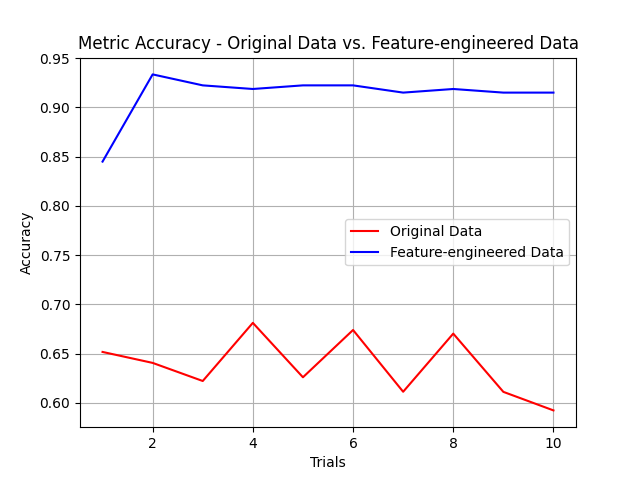 Metric Accuracy - Original Data vs. Feature-engineered Data
0.95
0.90
0.85
0.80
0.75
0.70
0.65
0.60
Accuracy
Original Data
Feature-engineered Data
2
4
6
8
10
Trials